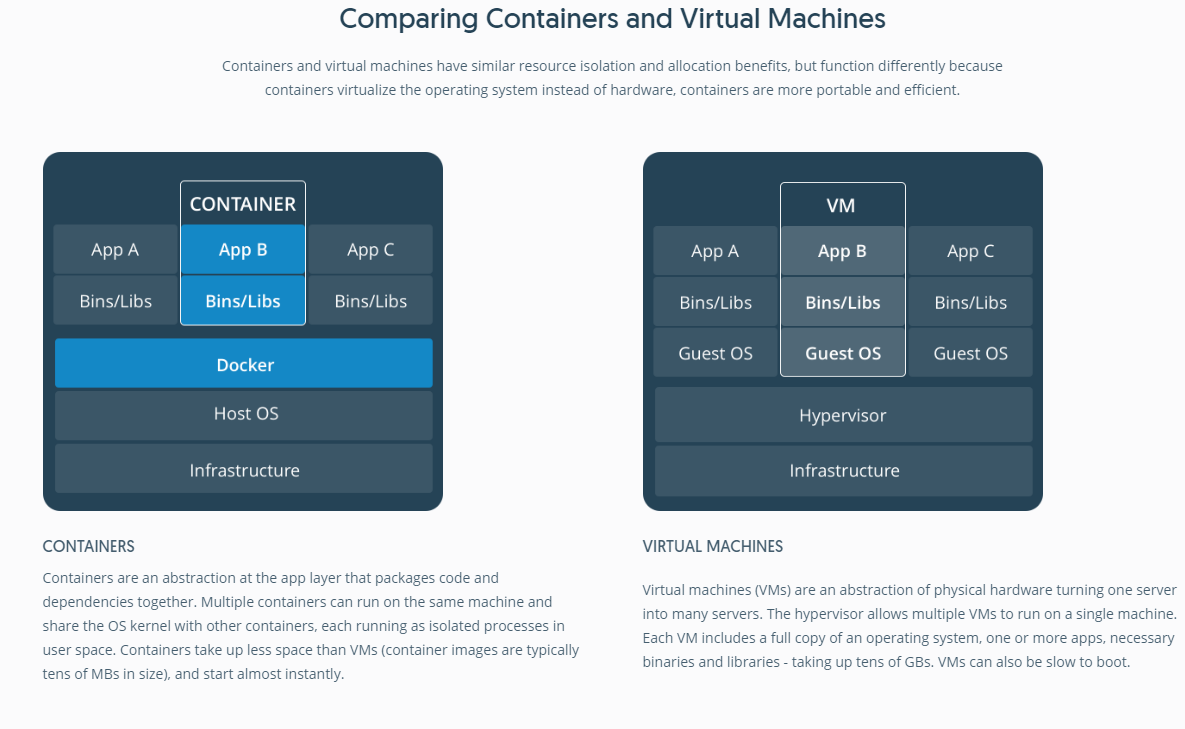 Comparing Containers and Virtual Machines
Containers and virtual machines have similar resource isolation and allocation benefits, but function differently because
containers virtualize the operating system instead of hardware, containers are more portable and efficient.
CONTAINER
App A App B App C
Bins/Libs Bins/Libs Bins/Libs
Docker
Host OS
Infrastructure
VM
App A App B App C
Bins/Libs Bins/Libs Bins/Libs
Guest OS Guest OS Guest OS
Hypervisor
Infrastructure
CONTAINERS
Containers are an abstraction at the app layer that packages code and
dependencies together. Multiple containers can run on the same machine and
share the OS kernel with other containers, each running as isolated processes in
user space. Containers take up less space than VMs (container images are typically
tens of MBs in size), and start almost instantly.
VIRTUAL MACHINES
Virtual machines (VMs) are an abstraction of physical hardware turning one server
into many servers. The hypervisor allows multiple VMs to run on a single machine.
Each VM includes a full copy of an operating system, one or more apps, necessary
binaries and libraries - taking up tens of GBs. VMs can also be slow to boot.